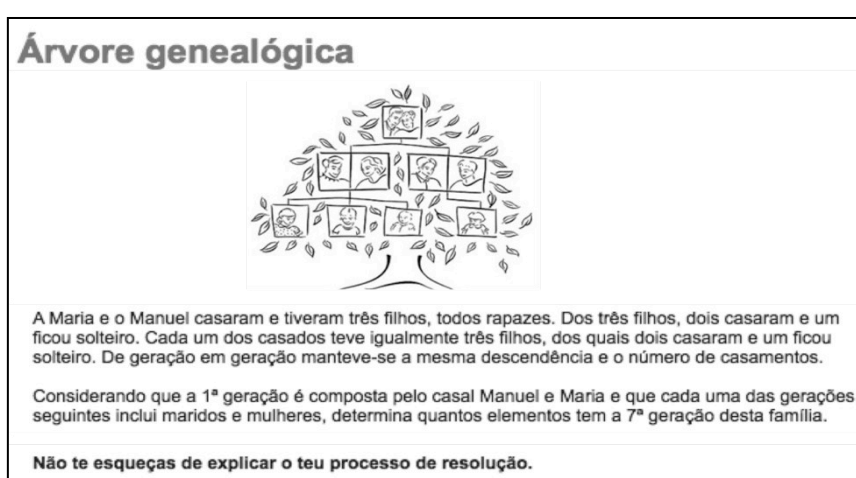 Árvore genealógica
A Maria e o Manuel casaram e tiveram três filhos, todos rapazes. Dos três filhos, dois casaram e um
ficou solteiro. Cada um dos casados teve igualmente três filhos, dos quais dois casaram e um ficou
solteiro. De geração em geração manteve-se a mesma descendência e o número de casamentos.
Considerando que a 1ª geração é composta pelo casal Manuel e Maria e que cada uma das gerações
seguintes inclui maridos e mulheres, determina quantos elementos tem a 7ª geração desta família.
Não te esqueças de explicar o teu processo de resolução.